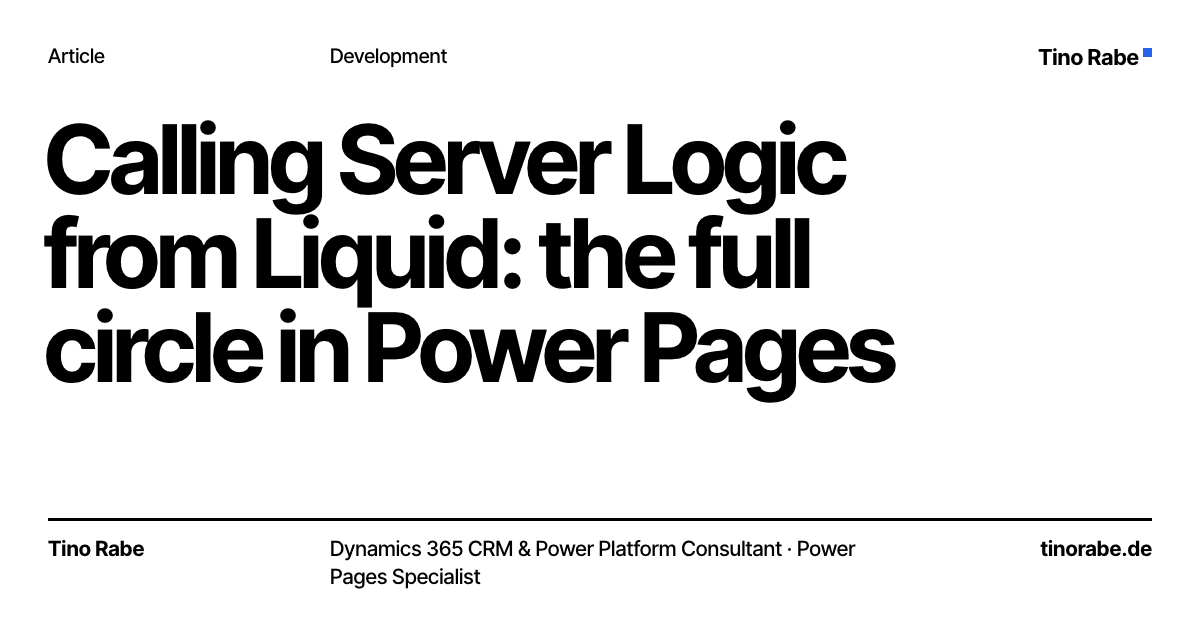 Article
Development
Tino Rabe
Calling Server Logic
from Liquid: the full
circle in Power Pages
Tino Rabe
Dynamics 365 CRM & Power Platform Consultant · Power
Pages Specialist
tinorabe.de